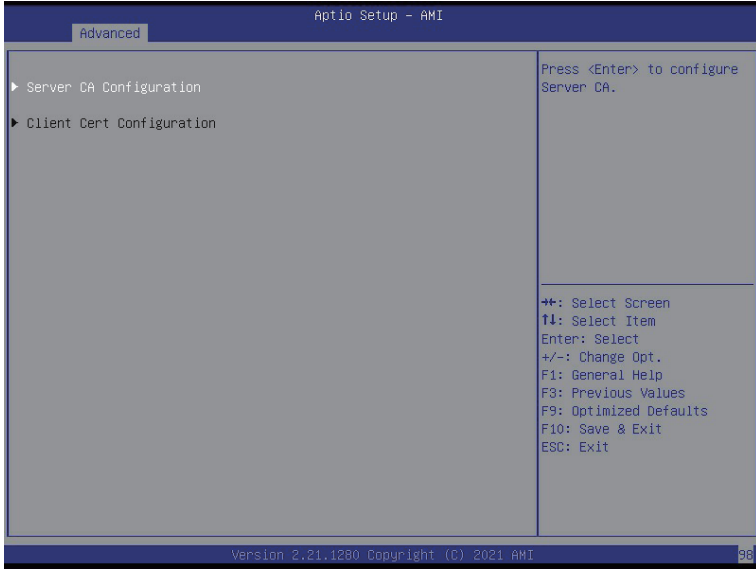 Aptio Setup – AMI
Advanced
▶ Server CA Configuration
▶ Client Cert Configuration
Press <Enter> to configure
Server CA.
→←: Select Screen
↑↓: Select Item
Enter: Select
+/-: Change Opt.
F1: General Help
F3: Previous Values
F9: Optimized Defaults
F10: Save & Exit
ESC: Exit
Version 2.21.1280 Copyright (C) 2021 AMI
98